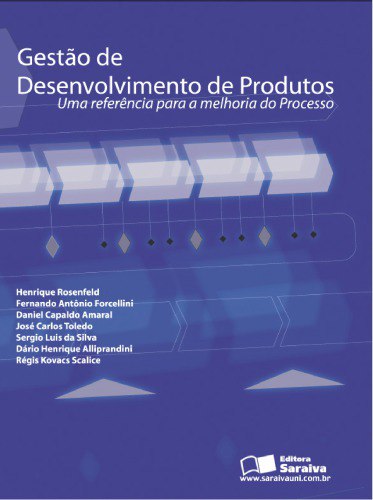 Gestão de
Desenvolvimento de Produtos
Uma referência para a melhoria do Processo
Henrique Rosenfeld
Fernando Antônio Forcellini
Daniel Capaldo Amaral
José Carlos Toledo
Sergio Luis da Silva
Dário Henrique Alliprandini
Régis Kovacs Scalice
Editora
Saraiva
www.saraivauni.com.br